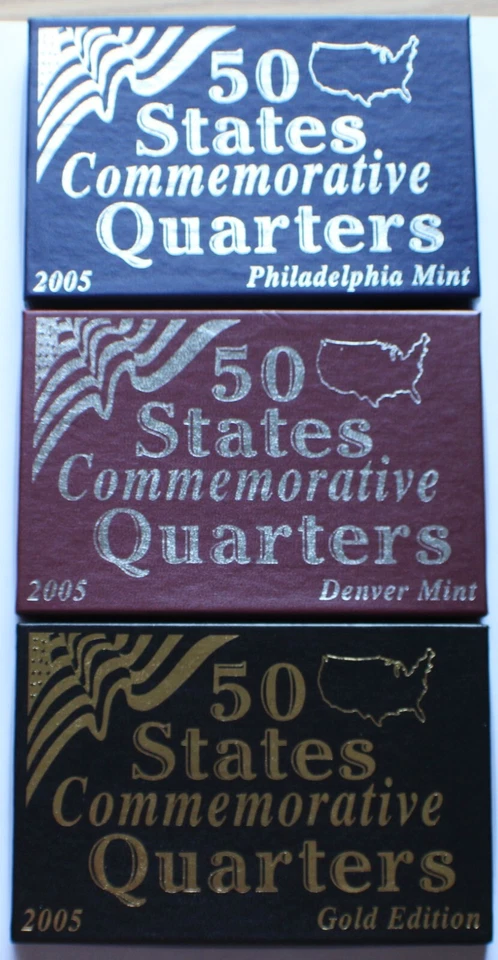 50
States
Commemorative
Quarters
2005 Philadelphia Mint
50
States
Commemorative
Quarters
2005 Denver Mint
50
States
Commemorative
Quarters
2005 Gold Edition